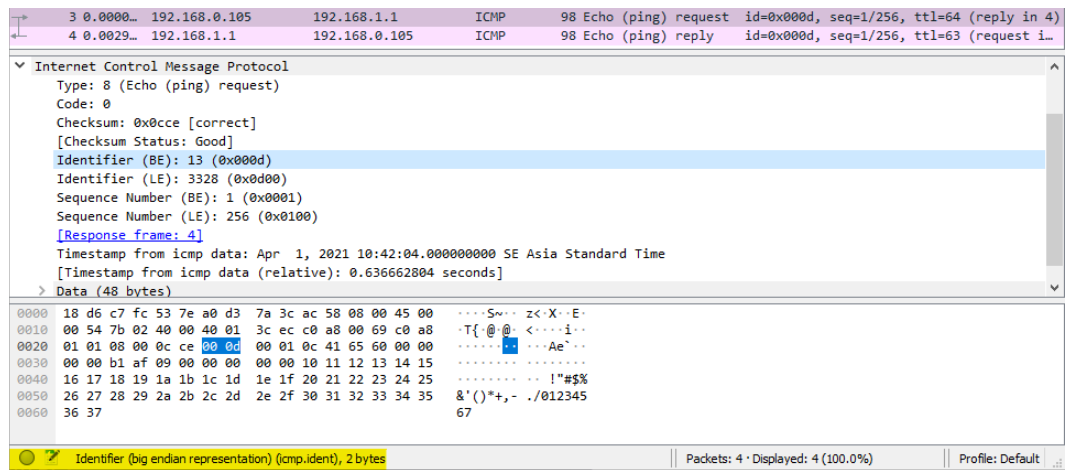 3 0.0000… 192.168.0.105 192.168.1.1 ICMP 98 Echo (ping) request id=0x000d, seq=1/256, ttl=64 (reply in 4)
4 0.0029… 192.168.1.1 192.168.0.105 ICMP 98 Echo (ping) reply id=0x000d, seq=1/256, ttl=63 (request i…
Internet Control Message Protocol
Type: 8 (Echo (ping) request)
Code: 0
Checksum: 0x0cce [correct]
[Checksum Status: Good]
Identifier (BE): 13 (0x000d)
Identifier (LE): 3328 (0x0d00)
Sequence Number (BE): 1 (0x0001)
Sequence Number (LE): 256 (0x0100)
[Response frame: 4]
Timestamp from icmp data: Apr  1, 2021 10:42:04.000000000 SE Asia Standard Time
[Timestamp from icmp data (relative): 0.636662804 seconds]
Data (48 bytes)
0000 18 d6 c7 fc 53 7e a0 d3 7a 3c ac 58 08 00 45 00 ····S~·· z<·X··E·
0010 00 54 7b 02 40 00 40 01 3c ec c0 a8 00 69 c0 a8 ·T{·@·@· <····i··
0020 01 01 08 00 0c ce 00 0d 00 01 0c 41 65 60 00 00 ········ ···Ae`··
0030 00 00 b1 af 09 00 00 00 00 00 10 11 12 13 14 15 ········ ········
0040 16 17 18 19 1a 1b 1c 1d 1e 1f 20 21 22 23 24 25 ········ ·· !"#$%
0050 26 27 28 29 2a 2b 2c 2d 2e 2f 30 31 32 33 34 35 &'()*+,- ./012345
0060 36 37 67
Identifier (big endian representation) (icmp.ident), 2 bytes Packets: 4 · Displayed: 4 (100.0%) Profile: Default